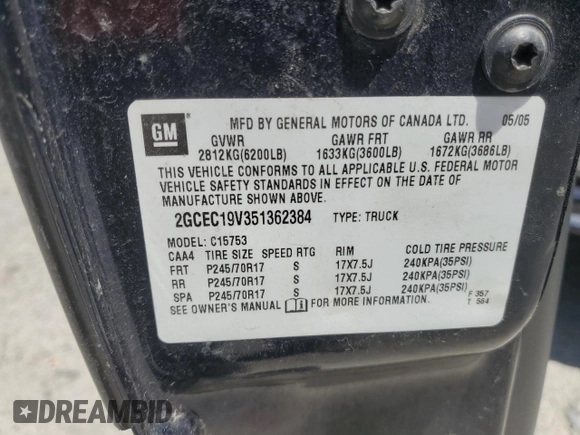 GM
MFD BY GENERAL MOTORS OF CANADA LTD. 05/05
GVWR GAWR FRT GAWR RR
2812KG(6200LB) 1633KG(3600LB) 1672KG(3686LB)
THIS VEHICLE CONFORMS TO ALL APPLICABLE U.S. FEDERAL MOTOR
VEHICLE SAFETY STANDARDS IN EFFECT ON THE DATE OF
MANUFACTURE SHOWN ABOVE.
2GCEC19V351362384 TYPE: TRUCK
MODEL: C15753
CAA4 TIRE SIZE SPEED RTG RIM COLD TIRE PRESSURE
FRT P245/70R17 S 17X7.5J 240KPA(35PSI)
RR P245/70R17 S 17X7.5J 240KPA(35PSI)
SPA P245/70R17 S 17X7.5J 240KPA(35PSI)
SEE OWNER'S MANUAL FOR MORE INFORMATION.
F 357
T 564
DREAMBID